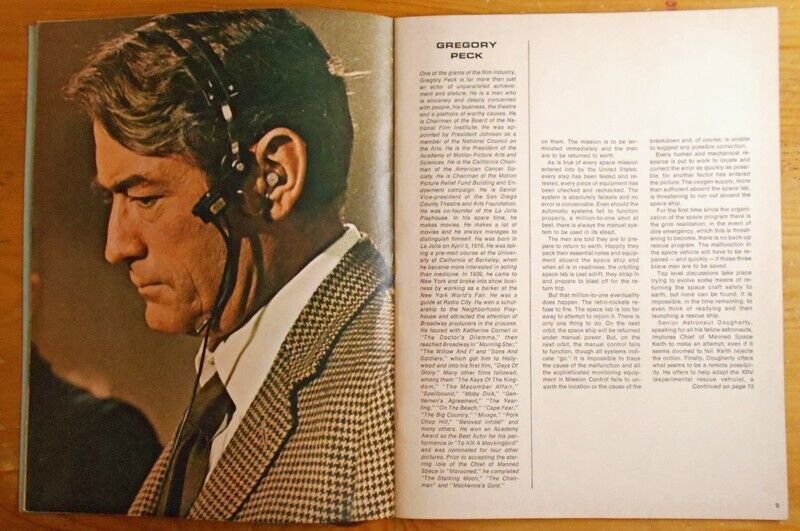 GREGORY
PECK
One of the giants of the film industry,
Gregory Peck is far more than just
an actor of unparalleled achieve-
ment and stature. He is a man who
is sincerely and deeply concerned
with people, his business, the theatre
and a plethora of worthy causes. He
is Chairman of the Board of the Na-
tional Film Institute. He was ap-
pointed by President Johnson as a
member of the National Council on
the Arts. He is the President of the
Academy of Motion Picture Arts and
Sciences. He is the California Chair-
man of the American Cancer So-
ciety. He is Chairman of the Motion
Picture Relief Fund Building and En-
dowment campaign. He is Senior
Vice-president of the San Diego
County Theatre and Arts Foundation.
He was co-founder of the La Jolla
Playhouse. In his spare time, he
makes movies. He makes a lot of
movies and he always manages to
distinguish himself. He was born in
La Jolla on April 5, 1916. He was tak-
ing a pre-med course at the Univer-
sity of California at Berkeley, when
he became more interested in acting
than medicine. In 1939, he came to
New York and broke into show busi-
ness by working as a barker at the
New York World's Fair. He was a
guide at Radio City. He won a schol-
arship to the Neighborhood Play-
house and attracted the attention of
Broadway producers in the process.
He toured with Katharine Cornell in
"The Doctor's Dilemma," then
reached Broadway in "Morning Star,"
"The Willow And I" and "Sons And
Soldiers," which got him to Holly-
wood and into his first film, "Days Of
Glory." Many other films followed,
among them "The Keys Of The King-
dom," "The Macomber Affair,"
"Spellbound," "Moby Dick," "Gen-
tlemen's Agreement," "The Year-
ling," "On The Beach," "Cape Fear,"
"The Big Country," "Mirage," "Pork
Chop Hill," "Beloved Infidel" and
many others. He won an Academy
Award as the Best Actor for his per-
formance in "To Kill A Mockingbird"
and was nominated for four other
pictures. Prior to accepting the star-
ring role of the Chief of Manned
Space in "Marooned," he completed
"The Stalking Moon," "The Chair-
man" and "Mackenna's Gold."
on them. The mission is to be ter-
minated immediately and the men
are to be returned to earth.
As is true of every space mission
entered into by the United States,
every step has been tested and re-
tested, every piece of equipment has
been checked and rechecked. The
system is absolutely failsafe and no
error is conceivable. Even should the
automatic systems fail to function
properly, a million-to-one shot at
best, there is always the manual sys-
tem to be used in its stead.
The men are told they are to pre-
pare to return to earth. Happily they
pack their essential notes and equip-
ment aboard the space ship and
when all is in readiness, the orbiting
space lab is cast adrift, they strap in
and prepare to blast off for the re-
turn trip.
But that million-to-one eventuality
does happen. The retro-rockets re-
fuse to fire. The space lab is too far
away to attempt to rejoin it. There is
only one thing to do. On the next
orbit, the space ship will be returned
under manual power. But, on the
next orbit, the manual control fails
to function, though all systems indi-
cate "go." It is impossible to trace
the cause of the malfunction and all
the sophisticated monitoring equip-
ment in Mission Control fails to un-
earth the location or the cause of the
breakdown and, of course, is unable
to suggest any possible correction.
Every human and mechanical re-
source is put to work to locate and
correct the error as quickly as possi-
ble, for another factor has entered
the picture. The oxygen supply, more
than sufficient aboard the space lab,
is threatening to run out aboard the
space ship.
For the first time since the organi-
zation of the space program there is
the grim realization: in the event of
dire emergency, which this is threat-
ening to become, there is no back-up
rescue program. The malfunction in
the space vehicle will have to be re-
paired — and quickly — if these three
brave men are to be saved.
Top level discussions take place
trying to evolve some means of re-
turning the space craft safely to
earth, but none can be found. It is
impossible, in the time remaining, to
even think of readying and then
launching a rescue ship.
Senior Astronaut Dougherty,
speaking for all his fellow astronauts,
implores Chief of Manned Space
Keith to make an attempt, even if it
seems doomed to fail. Keith rejects
the notion. Finally, Dougherty offers
what seems to be a remote possibil-
ity. He offers to help adapt the XRV
(experimental rescue vehicle), a
Continued on page 15
9